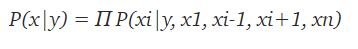 P(x|y) = Π P(xi|y, x1, xi-1, xi+1, xn)